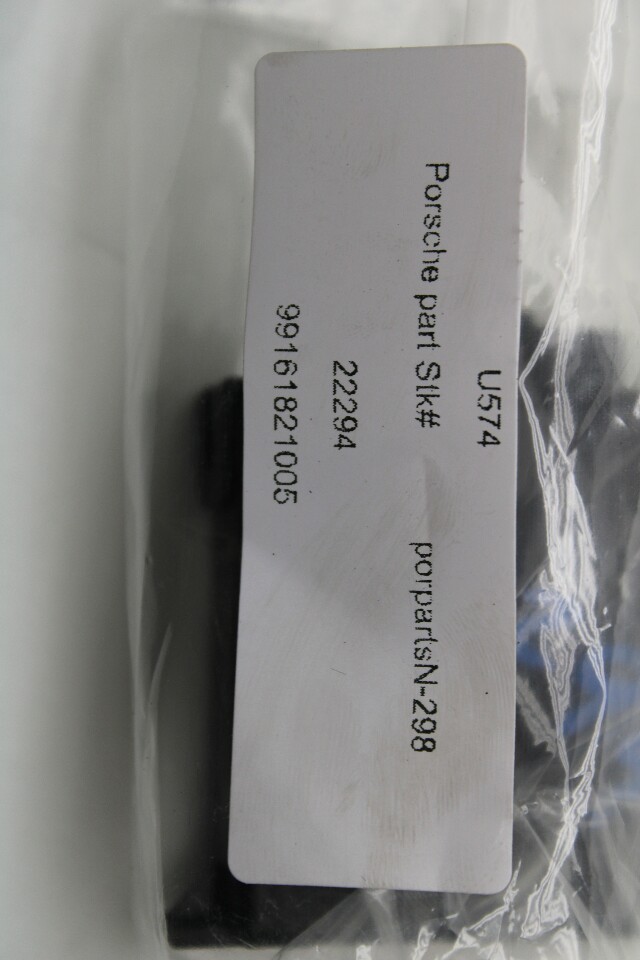 U574
Porsche part Stk# porpartsN-298
22294
99161821005